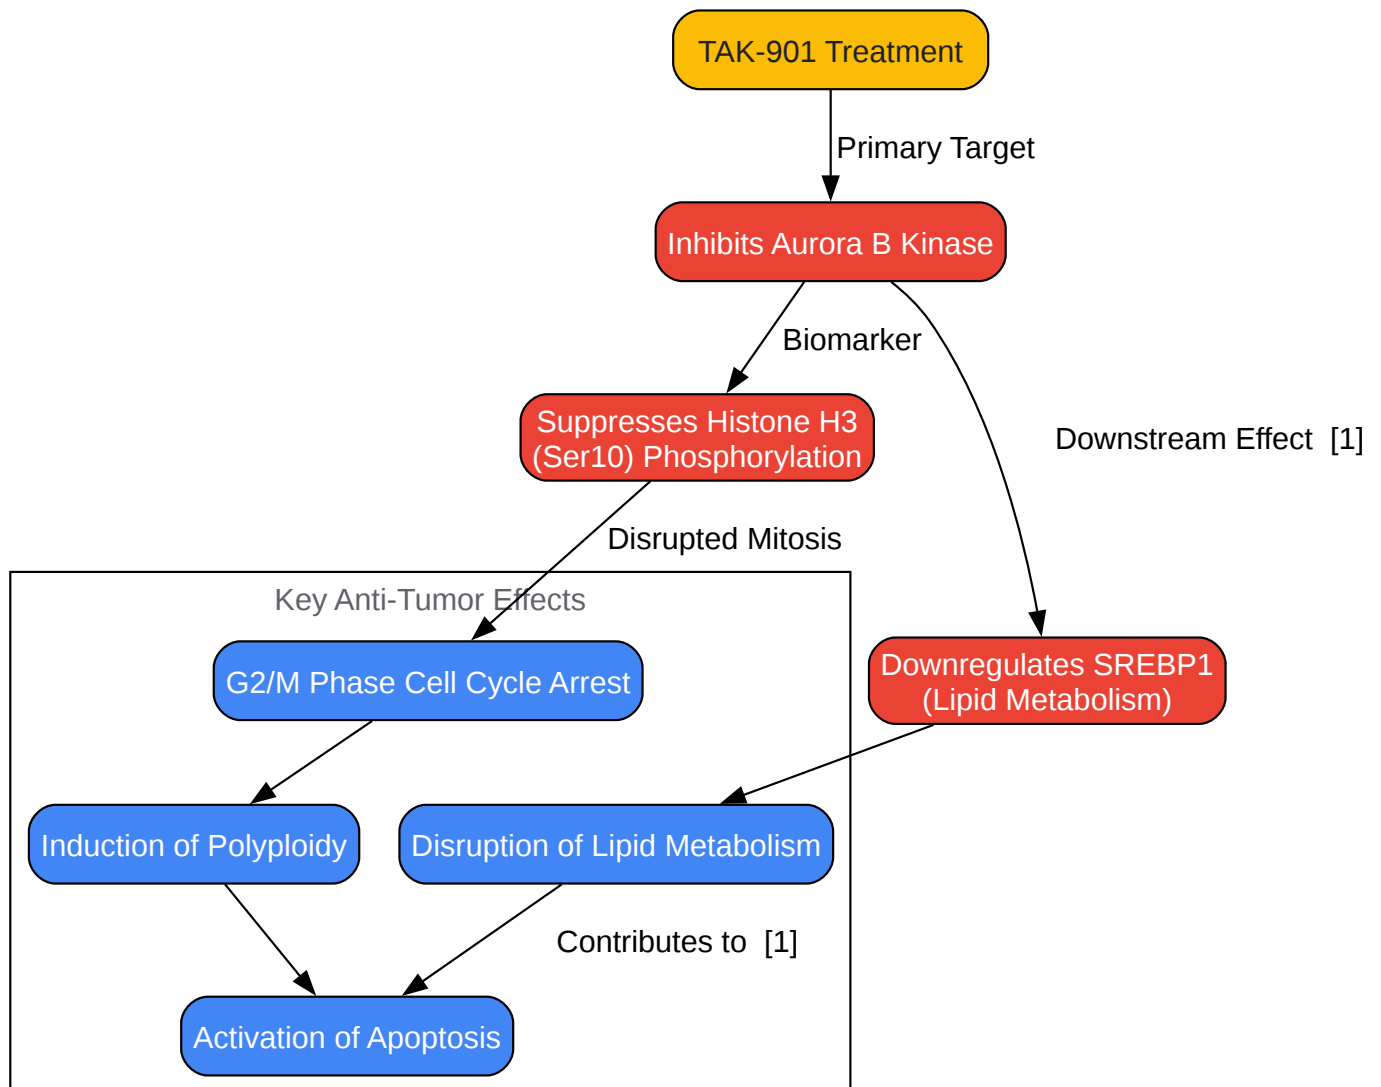 TAK-901 Treatment
Primary Target
Inhibits Aurora B Kinase
Biomarker
Suppresses Histone H3
(Ser10) Phosphorylation
Downstream Effect  [1]
Disrupted Mitosis
Key Anti-Tumor Effects
G2/M Phase Cell Cycle Arrest
Downregulates SREBP1
(Lipid Metabolism)
Induction of Polyploidy
Disruption of Lipid Metabolism
Contributes to  [1]
Activation of Apoptosis